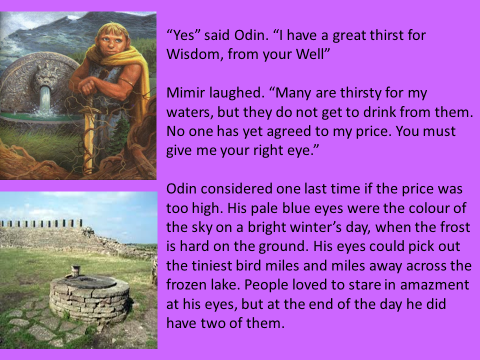 “Yes” said Odin. “I have a great thirst for
Wisdom, from your Well”
Mimir laughed. “Many are thirsty for my
waters, but they do not get to drink from them.
No one has yet agreed to my price. You must
give me your right eye.”
Odin considered one last time if the price was
too high. His pale blue eyes were the colour of
the sky on a bright winter’s day, when the frost
is hard on the ground. His eyes could pick out
the tiniest bird miles and miles away across the
frozen lake. People loved to stare in amazment
at his eyes, but at the end of the day he did
have two of them.